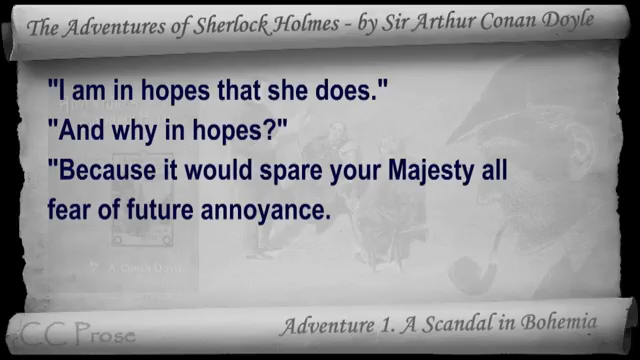 The Adventures of Sherlock Holmes - by Sir Arthur Conan Doyle
"I am in hopes that she does."
"And why in hopes?"
"Because it would spare your Majesty all
fear of future annoyance.
A. Conan Doyle
CC Prose
Adventure 1. A Scandal in Bohemia